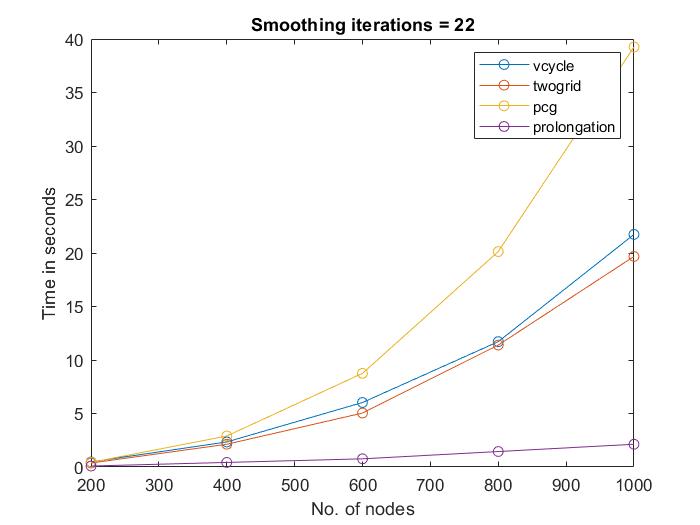 Smoothing iterations = 22
40
35
30
25
20
15
10
5
0
Time in seconds
vcycle
twogrid
pcg
prolongation
200 300 400 500 600 700 800 900 1000
No. of nodes